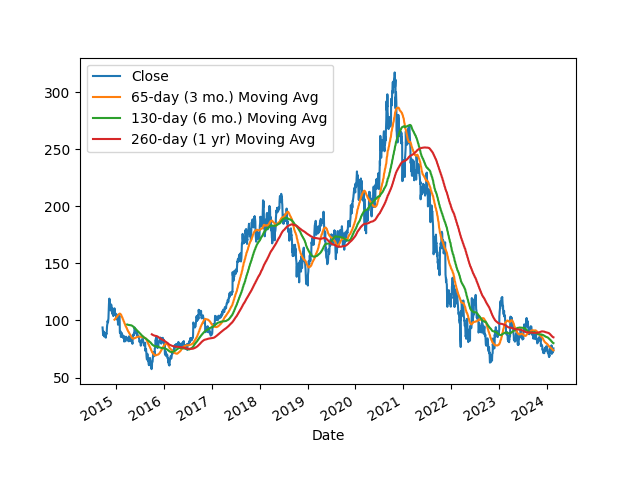 Close
65-day (3 mo.) Moving Avg
130-day (6 mo.) Moving Avg
260-day (1 yr) Moving Avg
300
250
200
150
100
50
2015 2016 2017 2018 2019 2020 2021 2022 2023 2024
Date